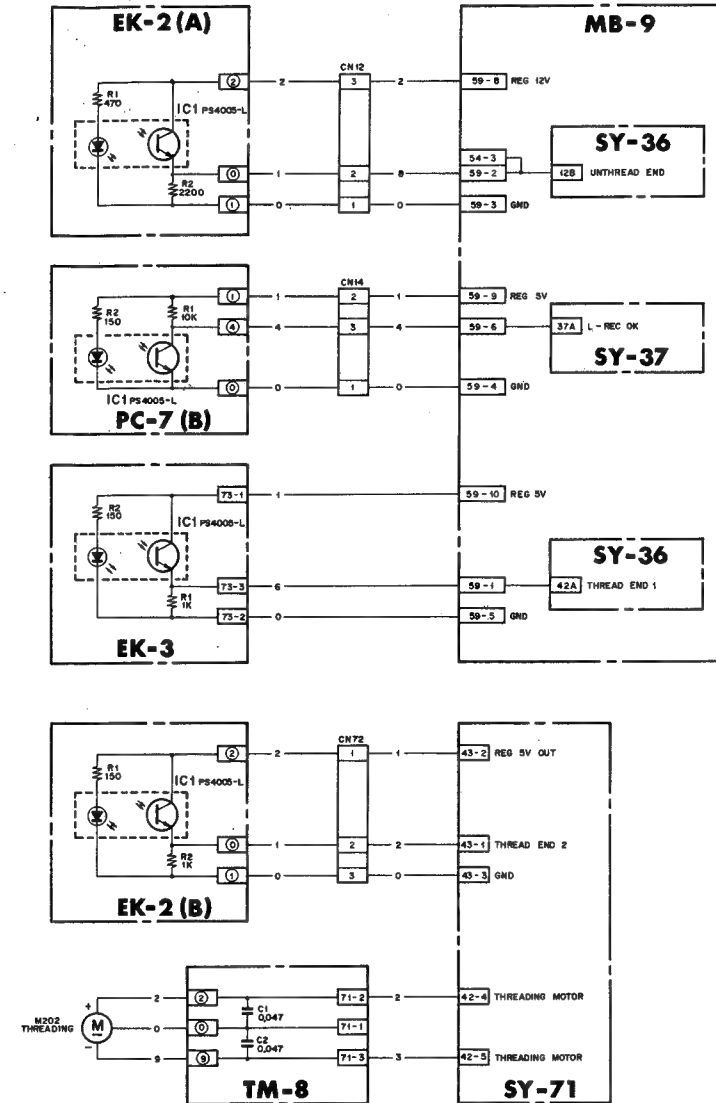 EK-2 (A)
MB-9
CN12
② 2 3 2 59-8 REG 12V
R1
470
IC1 PS4005-L
SY-36
54-3
⓪ 1 2 8 59-2 12B UNTHREAD END
R2
2200
① 0 1 0 59-3 GND
CN14
① 1 2 1 59-9 REG 5V
R2
150
R1
10K
④ 4 3 4 59-6 37A L-REC OK
SY-37
⓪ 0 1 0 59-4 GND
IC1 PS4005-L
PC-7 (B)
73-1 1 59-10 REG 5V
R2
150
IC1 PS4005-L
SY-36
73-3 6 59-1 42A THREAD END 1
R1
1K
73-2 0 59-5 GND
EK-3
CN72
② 2 1 1 43-2 REG 5V OUT
R1
150
IC1 PS4005-L
⓪ 1 2 2 43-1 THREAD END 2
R2
1K
① 0 3 0 43-3 GND
EK-2 (B)
+ 2 ② 71-2 2 42-4 THREADING MOTOR
C1
0.047
M202
THREADING
M 0 ⓪ 71-1
C2
0.047
− 9 ⑨ 71-3 3 42-5 THREADING MOTOR
TM-8
SY-71